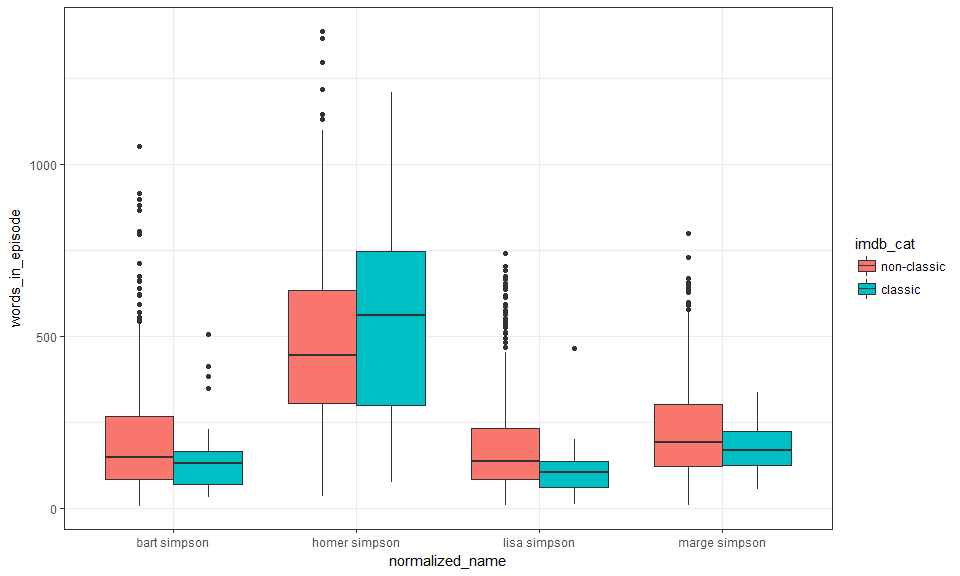 words_in_episode
1000
500
0
bart simpson
homer simpson
lisa simpson
marge simpson
normalized_name
imdb_cat
non-classic
classic